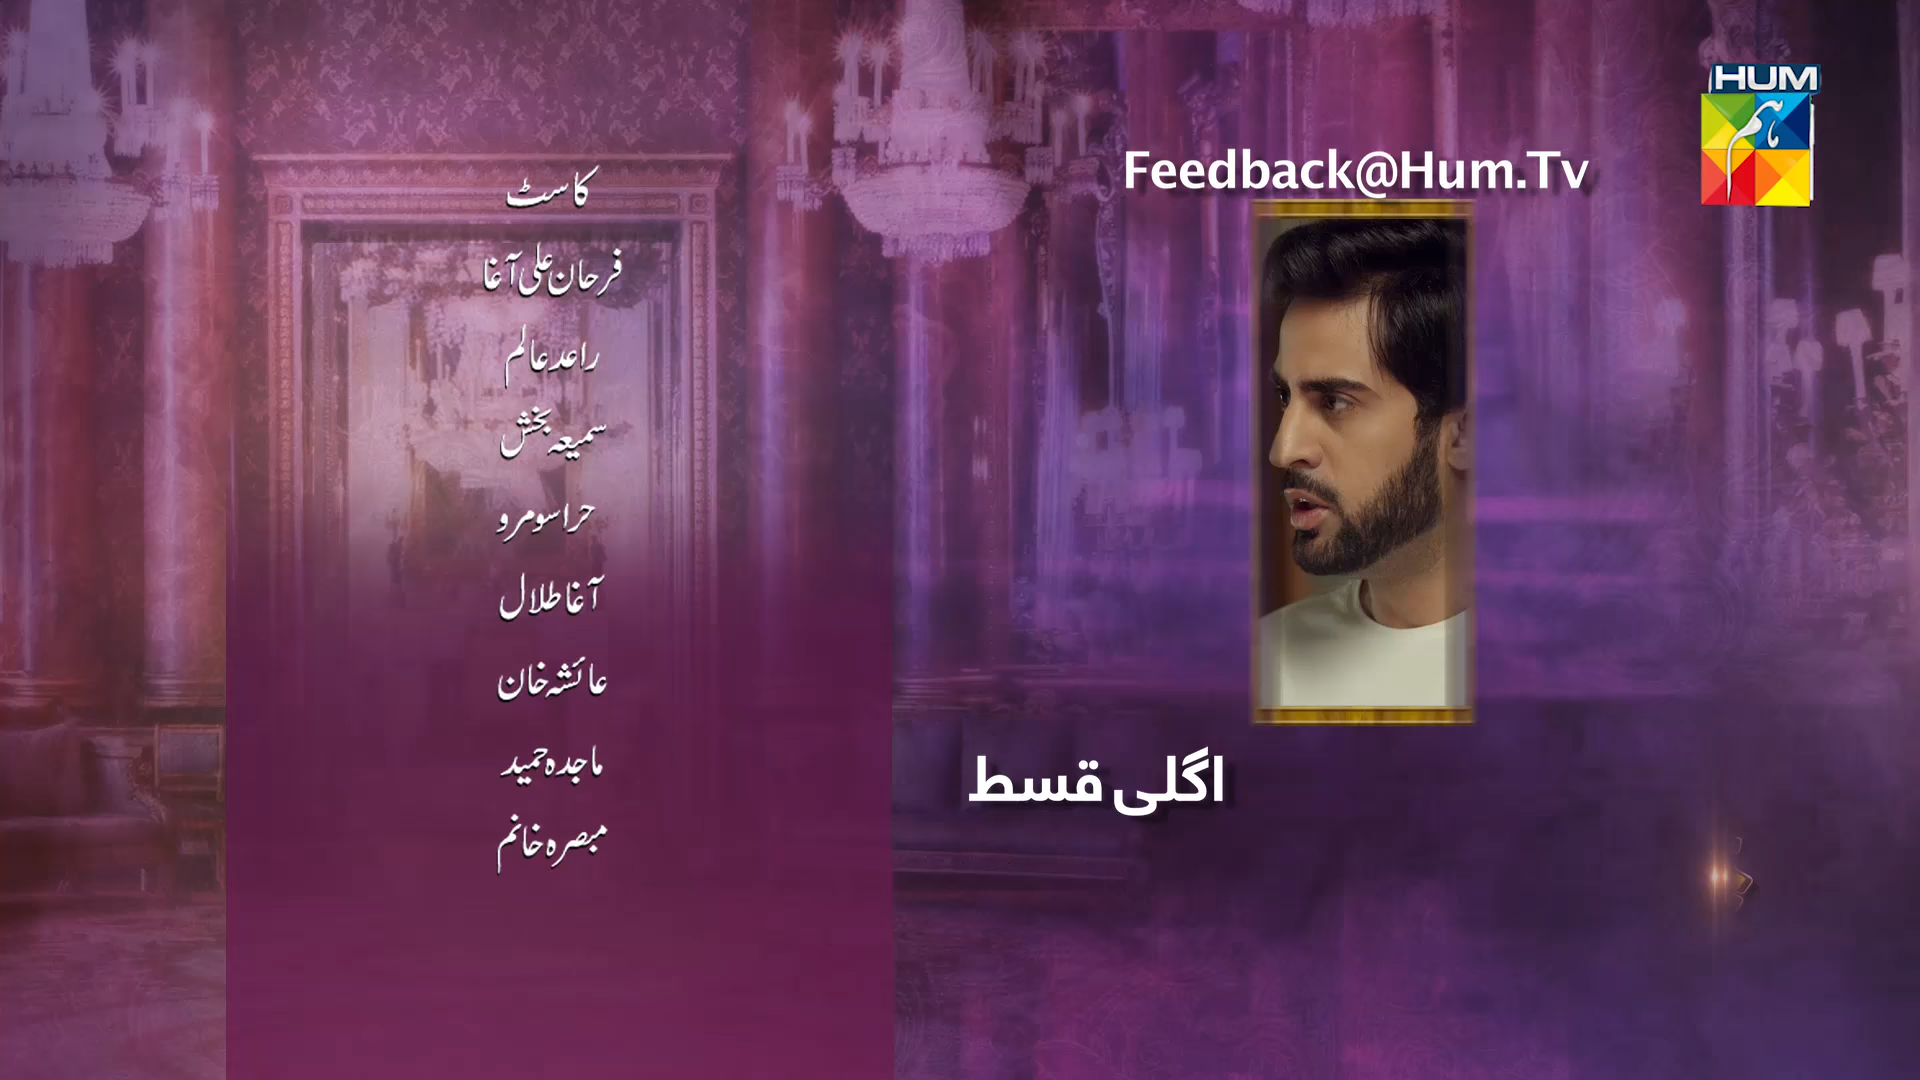 HUM
ہم
Feedback@Hum.Tv
کاسٹ
فرحان علی آغا
راعد عالم
سمیعہ بخش
حرا سومرو
آغا طلال
عائشہ خان
ماجدہ حمید
مبصرہ خانم
اگلی قسط